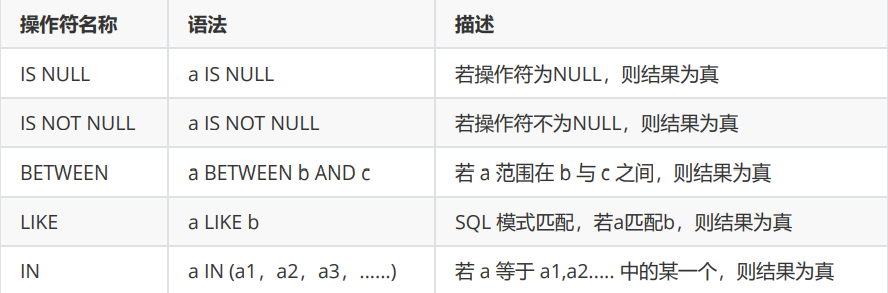 操作符名称 语法 描述
IS NULL a IS NULL 若操作符为NULL，则结果为真
IS NOT NULL a IS NOT NULL 若操作符不为NULL，则结果为真
BETWEEN a BETWEEN b AND c 若 a 范围在 b 与 c 之间，则结果为真
LIKE a LIKE b SQL 模式匹配，若a匹配b，则结果为真
IN a IN (a1，a2，a3，......) 若 a 等于 a1,a2..... 中的某一个，则结果为真